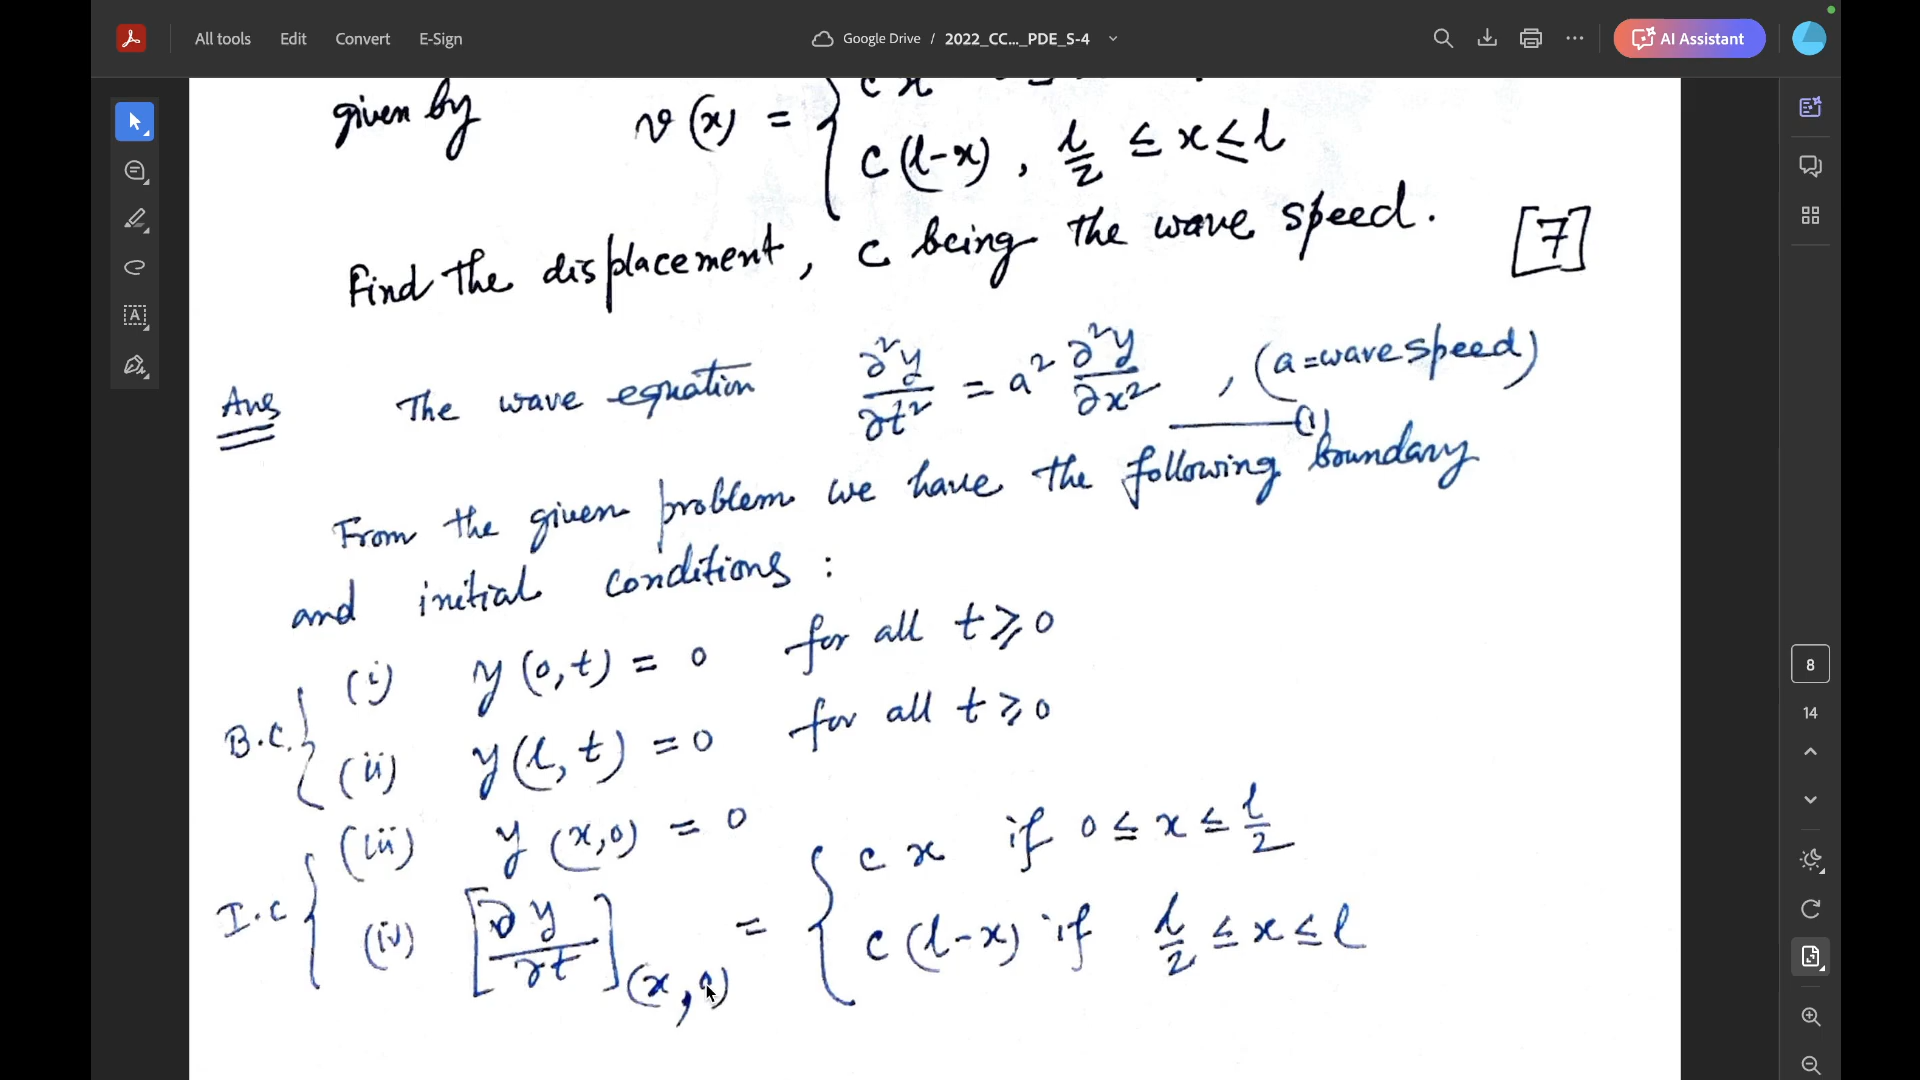 All tools Edit Convert E-Sign Google Drive / 2022_CC..._PDE_S-4 AI Assistant
given by v(x) = { cx
c(l-x), l/2 ≤ x ≤ l
Find the displacement, c being the wave speed. [7]
Ans The wave equation ∂²y/∂t² = a² ∂²y/∂x², (a = wave speed)
(1)
From the given problem we have the following boundary
and initial conditions :
B.C. { (i) y(0,t) = 0 for all t ≥ 0
(ii) y(l,t) = 0 for all t ≥ 0
I.C { (iii) y(x,0) = 0
(iv) [∂y/∂t](x,0) = { cx if 0 ≤ x ≤ l/2
c(l-x) if l/2 ≤ x ≤ l
8
14